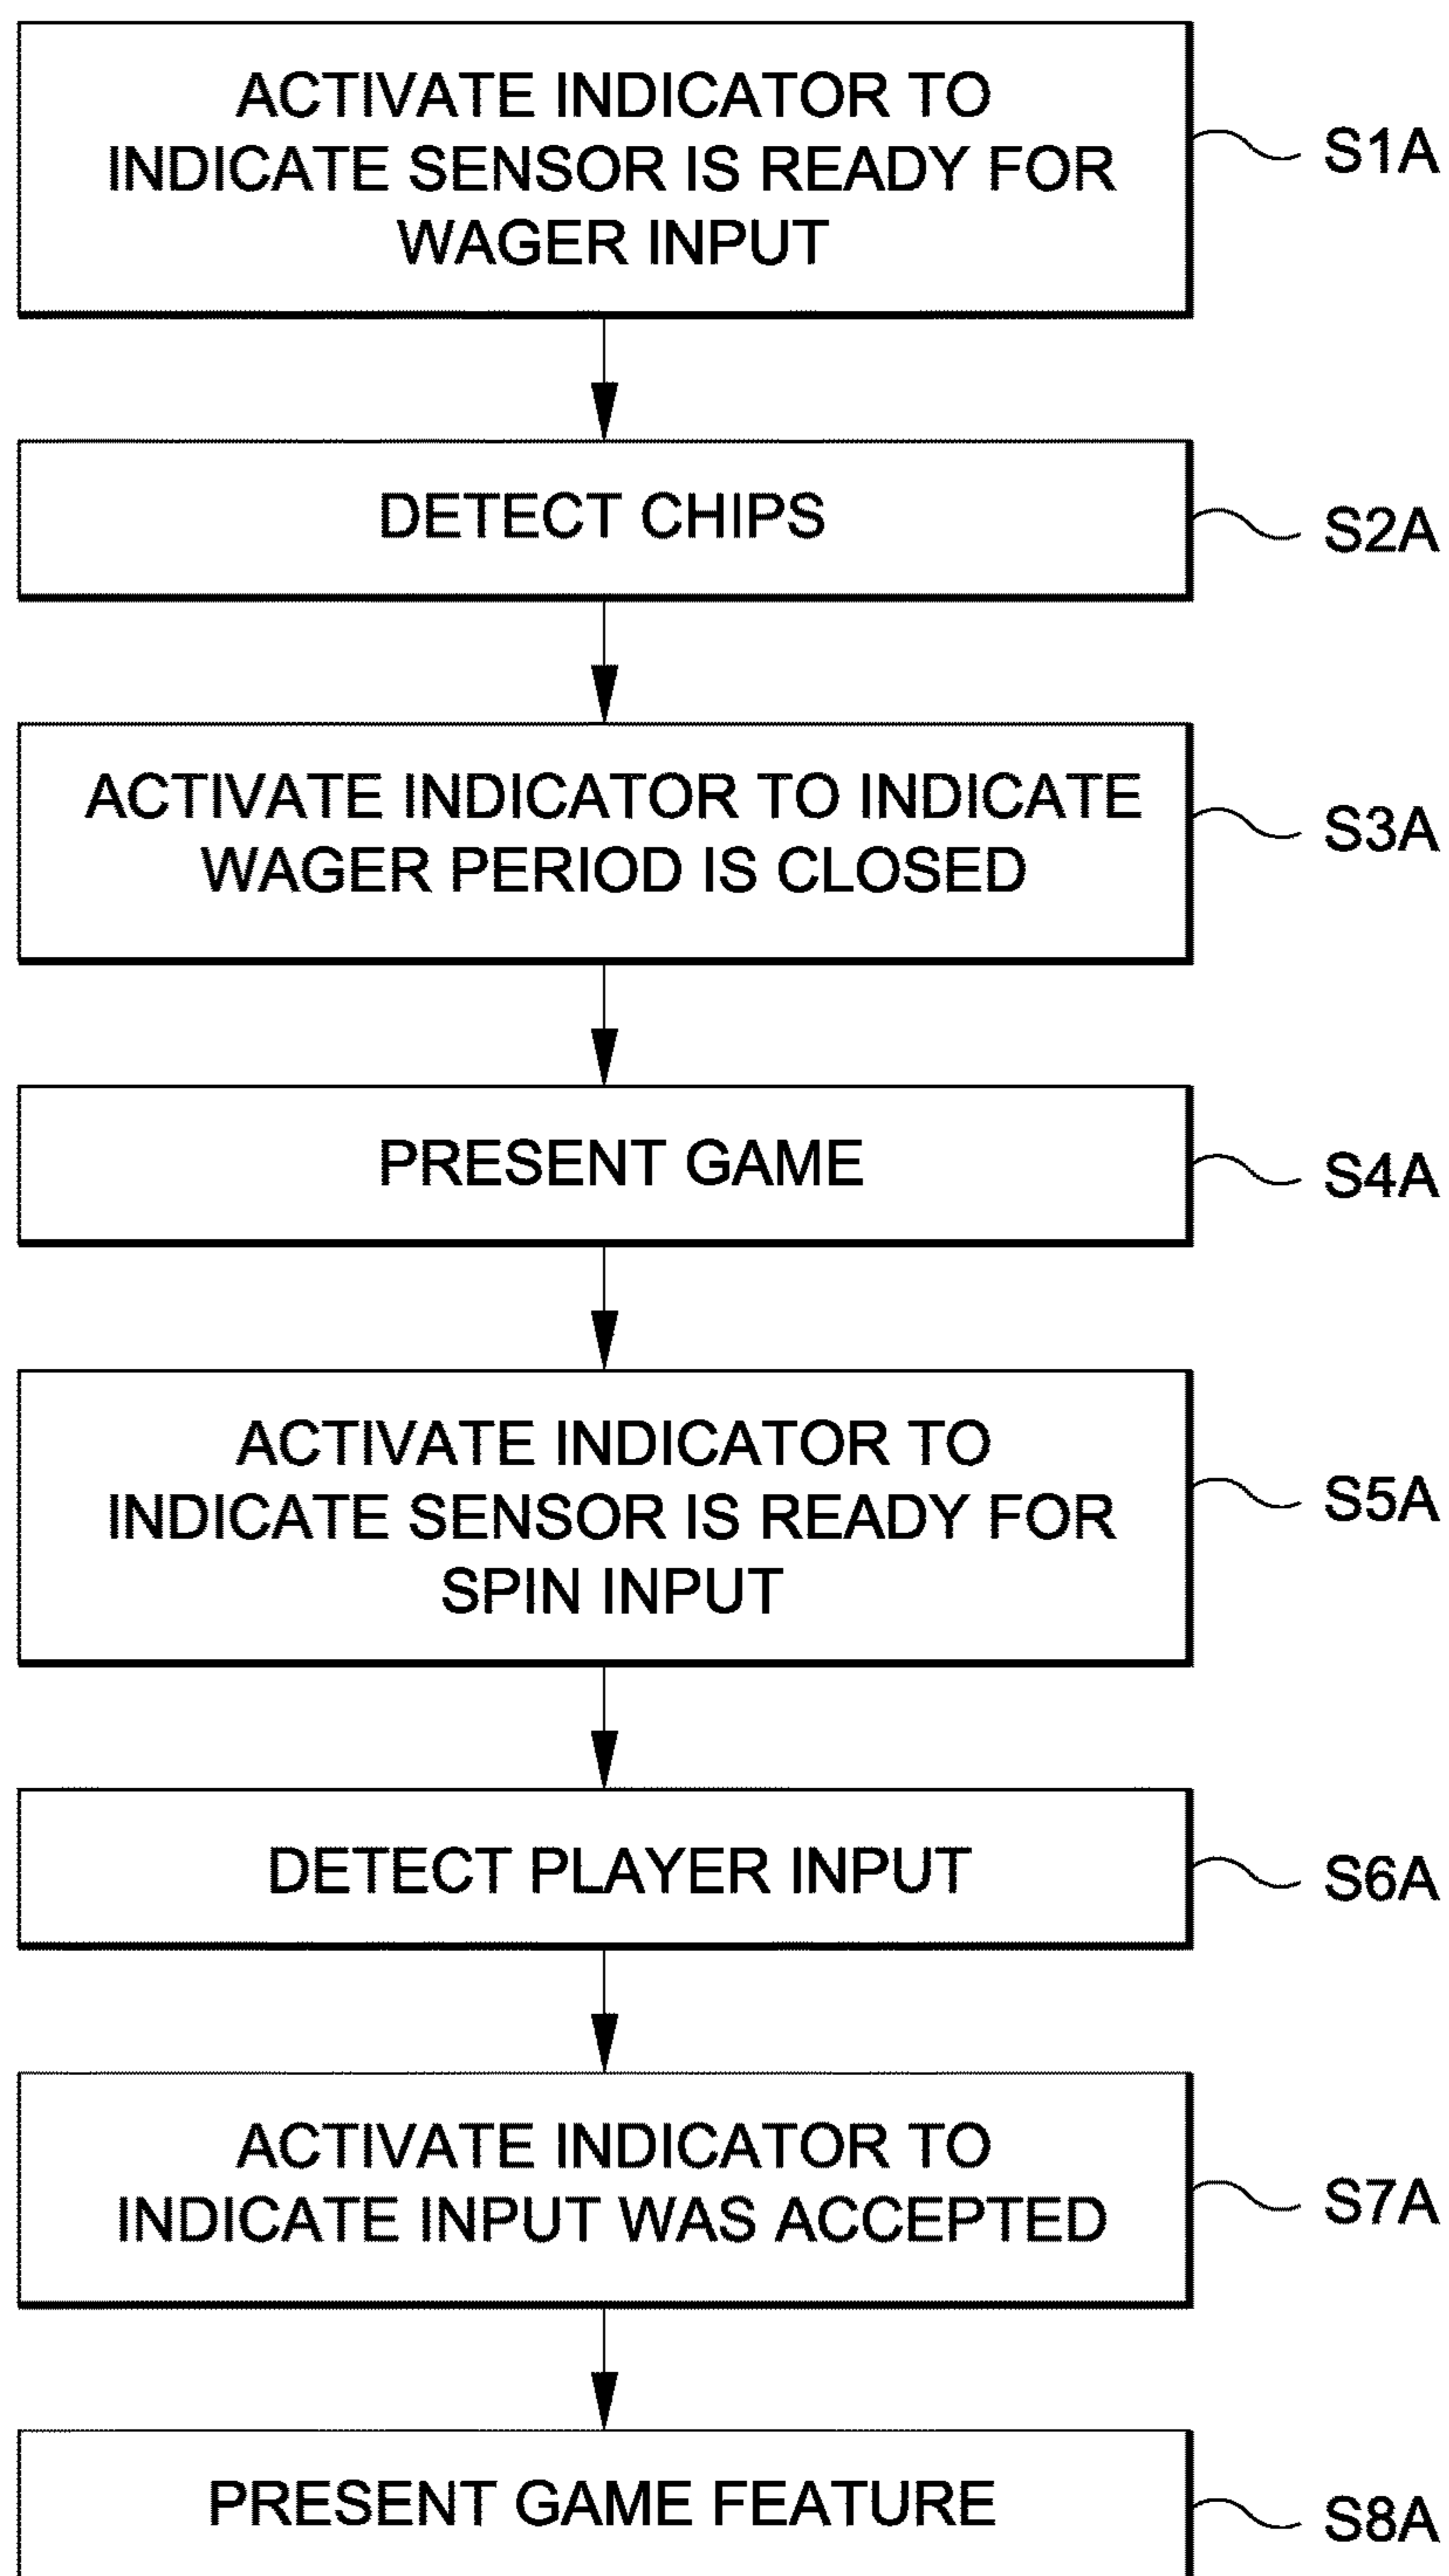 ACTIVATE INDICATOR TO
INDICATE SENSOR IS READY FOR
WAGER INPUT
S1A
DETECT CHIPS
S2A
ACTIVATE INDICATOR TO INDICATE
WAGER PERIOD IS CLOSED
S3A
PRESENT GAME
S4A
ACTIVATE INDICATOR TO
INDICATE SENSOR IS READY FOR
SPIN INPUT
S5A
DETECT PLAYER INPUT
S6A
ACTIVATE INDICATOR TO
INDICATE INPUT WAS ACCEPTED
S7A
PRESENT GAME FEATURE
S8A